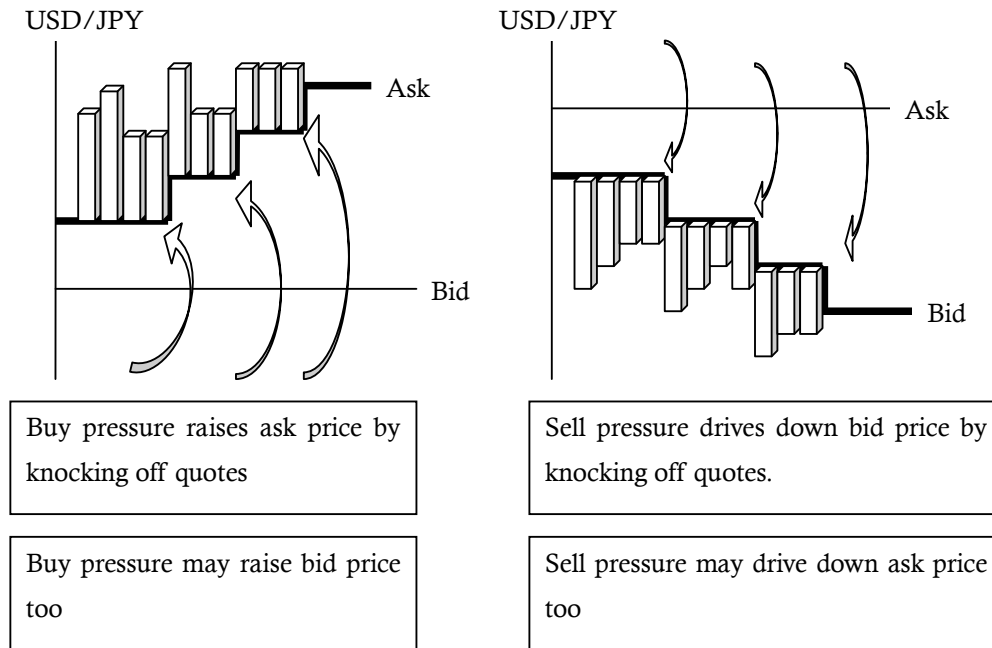 USD/JPY
Ask
Bid
Buy pressure raises ask price by
knocking off quotes
Buy pressure may raise bid price
too
USD/JPY
Ask
Bid
Sell pressure drives down bid price by
knocking off quotes.
Sell pressure may drive down ask price
too